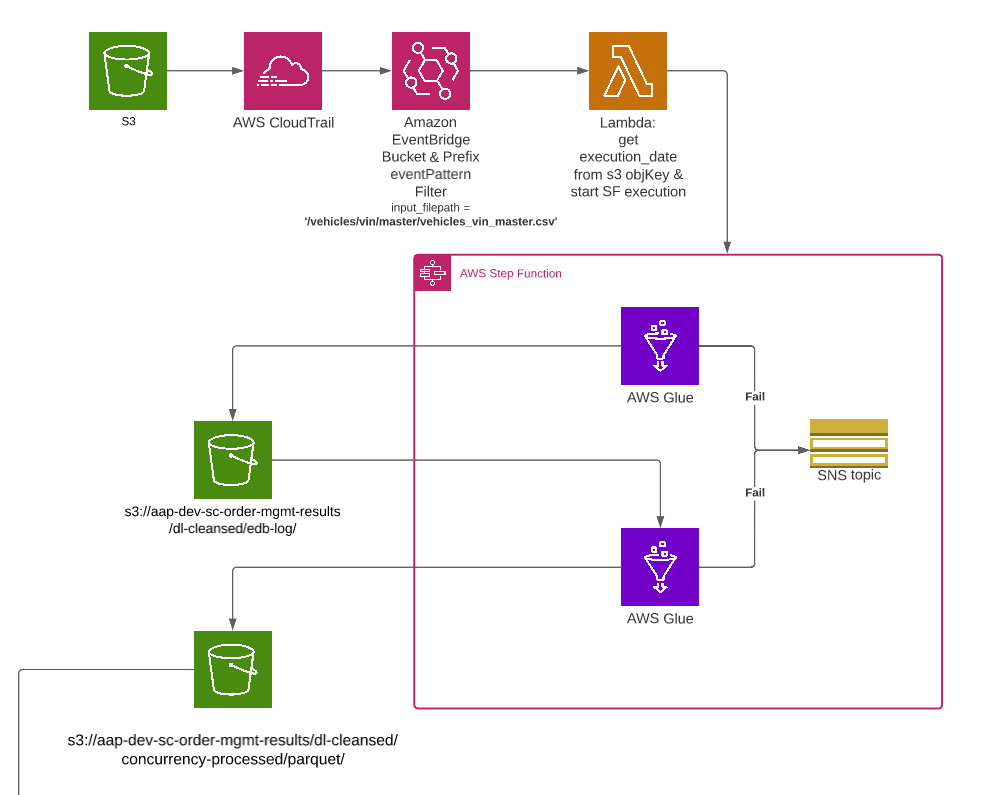 S3
AWS CloudTrail
Amazon
EventBridge
Bucket & Prefix
eventPattern
Filter
input_filepath =
'/vehicles/vin/master/vehicles_vin_master.csv'
Lambda:
get
execution_date
from s3 objKey &
start SF execution
AWS Step Function
AWS Glue
Fail
SNS topic
Fail
s3://aap-dev-sc-order-mgmt-results
/dl-cleansed/edb-log/
AWS Glue
s3://aap-dev-sc-order-mgmt-results/dl-cleansed/
concurrency-processed/parquet/